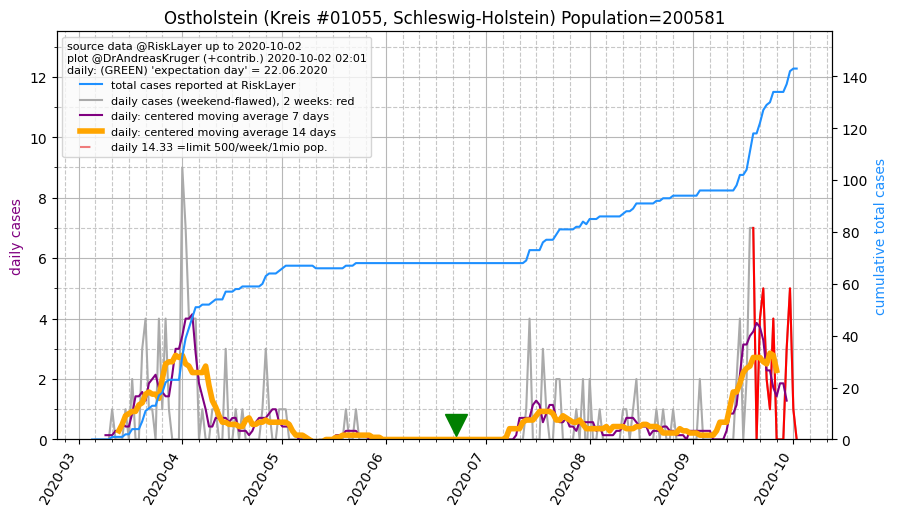 Ostholstein (Kreis #01055, Schleswig-Holstein) Population=200581
source data @RiskLayer up to 2020-10-02
plot @DrAndreasKruger (+contrib.) 2020-10-02 02:01
daily: (GREEN) 'expectation day' = 22.06.2020
total cases reported at RiskLayer
daily cases (weekend-flawed), 2 weeks: red
daily: centered moving average 7 days
daily: centered moving average 14 days
daily 14.33 =limit 500/week/1mio pop.
daily cases
12
10
8
6
4
2
0
cumulative total cases
140
120
100
80
60
40
20
0
2020-03
2020-04
2020-05
2020-06
2020-07
2020-08
2020-09
2020-10